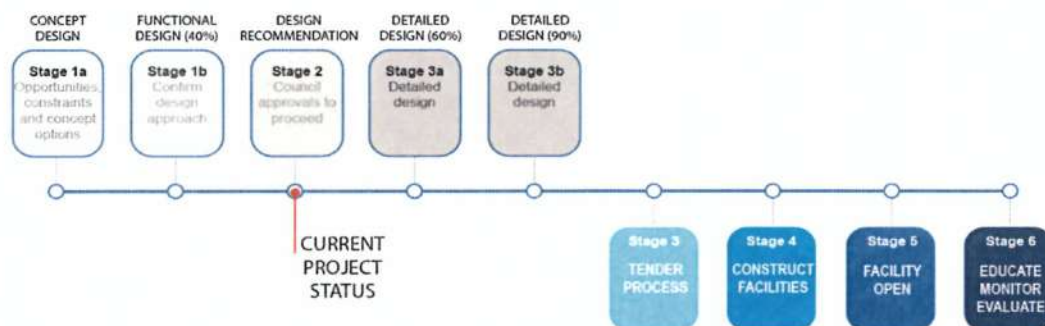 CONCEPT
DESIGN
FUNCTIONAL
DESIGN (40%)
DESIGN
RECOMMENDATION
DETAILED
DESIGN (60%)
DETAILED
DESIGN (90%)
Stage 1a
Opportunities,
constraints
and concept
options
Stage 1b
Confirm
design
approach
Stage 2
Council
approvals to
proceed
Stage 3a
Detailed
design
Stage 3b
Detailed
design
CURRENT
PROJECT
STATUS
Stage 3
TENDER
PROCESS
Stage 4
CONSTRUCT
FACILITIES
Stage 5
FACILITY
OPEN
Stage 6
EDUCATE
MONITOR
EVALUATE